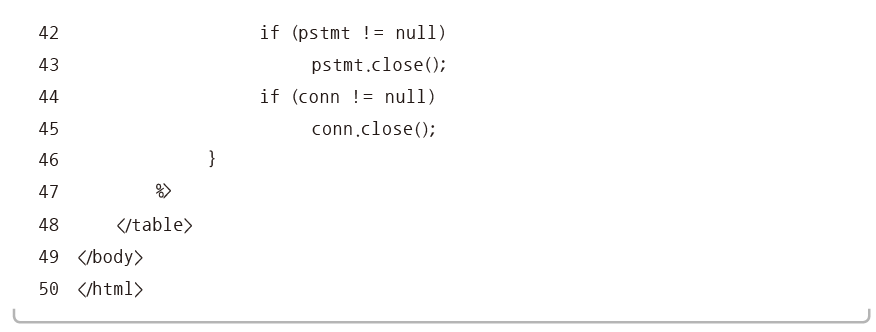 42                    if (pstmt != null)
43                         pstmt.close();
44                    if (conn != null)
45                         conn.close();
46               }
47          %>
48      </table>
49  </body>
50  </html>